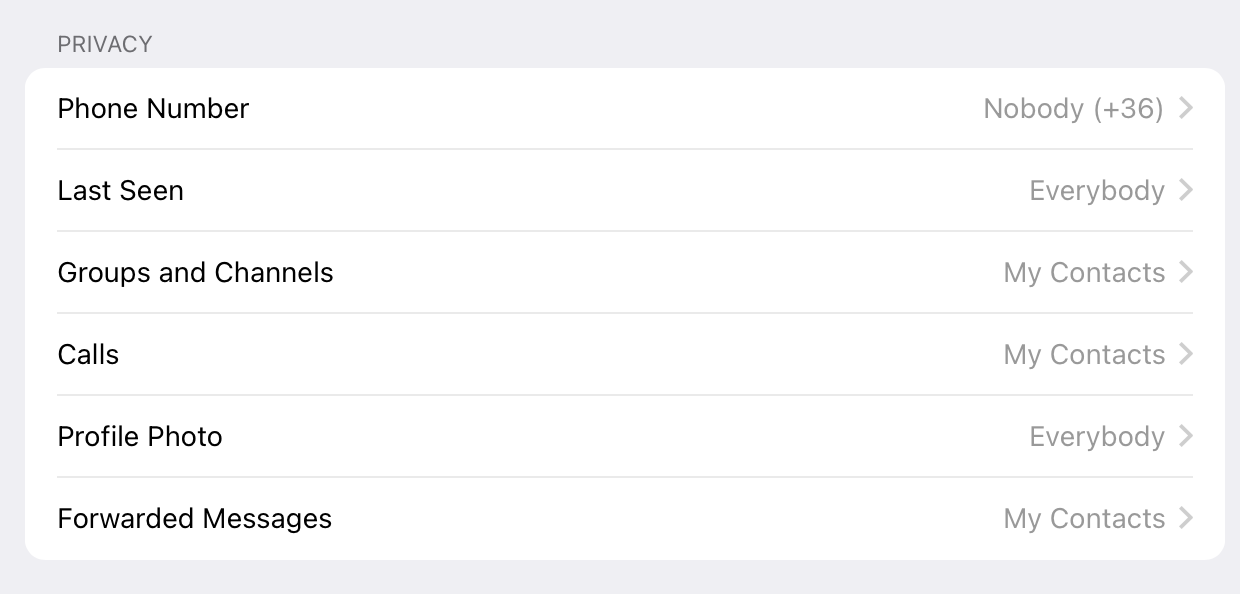 PRIVACY
Phone Number Nobody (+36)
Last Seen Everybody
Groups and Channels My Contacts
Calls My Contacts
Profile Photo Everybody
Forwarded Messages My Contacts